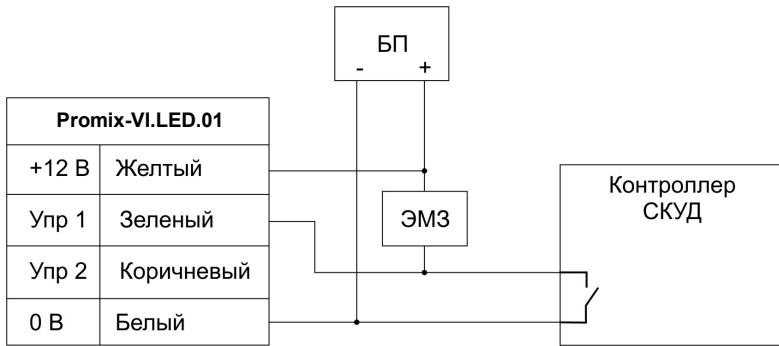 БП
- +
Promix-VI.LED.01
+12 В Желтый
Упр 1 Зеленый
Упр 2 Коричневый
0 В Белый
ЭМЗ
Контроллер
СКУД